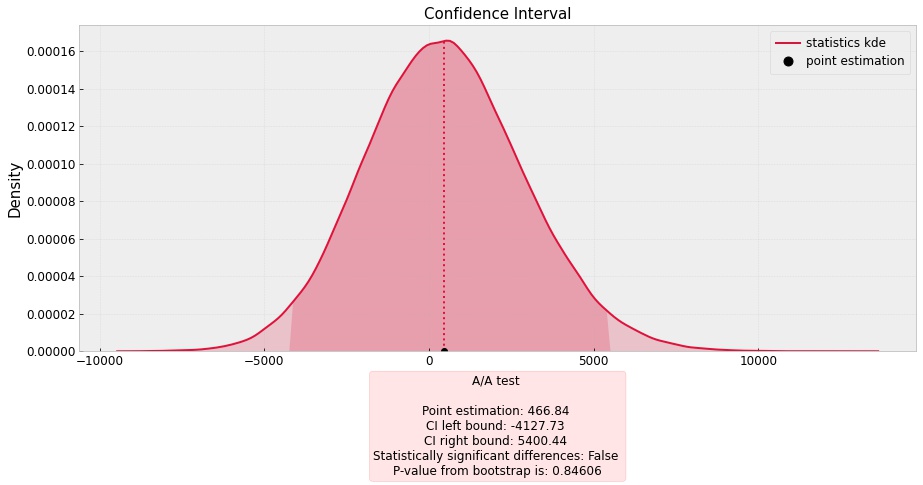 Confidence Interval
statistics kde
point estimation
Density
0.00016
0.00014
0.00012
0.00010
0.00008
0.00006
0.00004
0.00002
0.00000
−10000 −5000 0 5000 10000
A/A test
Point estimation: 466.84
CI left bound: -4127.73
CI right bound: 5400.44
Statistically significant differences: False
P-value from bootstrap is: 0.84606